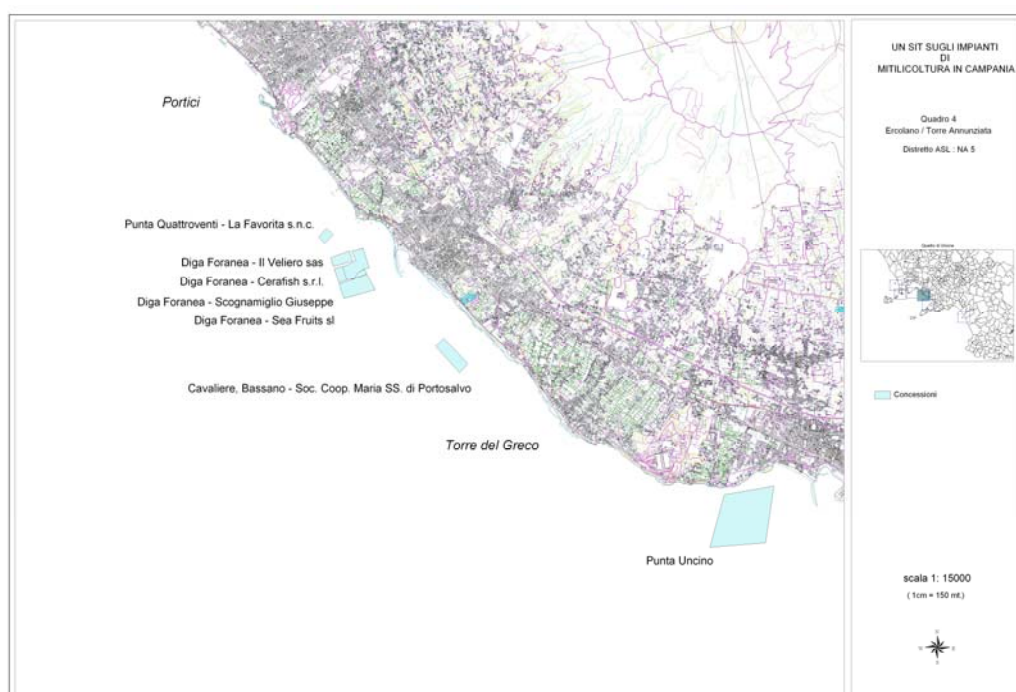 Portici
Punta Quattroventi - La Favorita s.n.c.
Diga Foranea - Il Veliero sas
Diga Foranea - Cerafish s.r.l.
Diga Foranea - Scognamiglio Giuseppe
Diga Foranea - Sea Fruits sl
Cavaliere, Bassano - Soc. Coop. Maria SS. di Portosalvo
Torre del Greco
Punta Uncino
UN SIT SUGLI IMPIANTI
DI
MITILICOLTURA IN CAMPANIA
Quadro 4
Ercolano / Torre Annunziata
Distretto ASL : NA 5
Quadro di Unione
Concessioni
scala 1: 15000
( 1cm = 150 mt.)
N
S